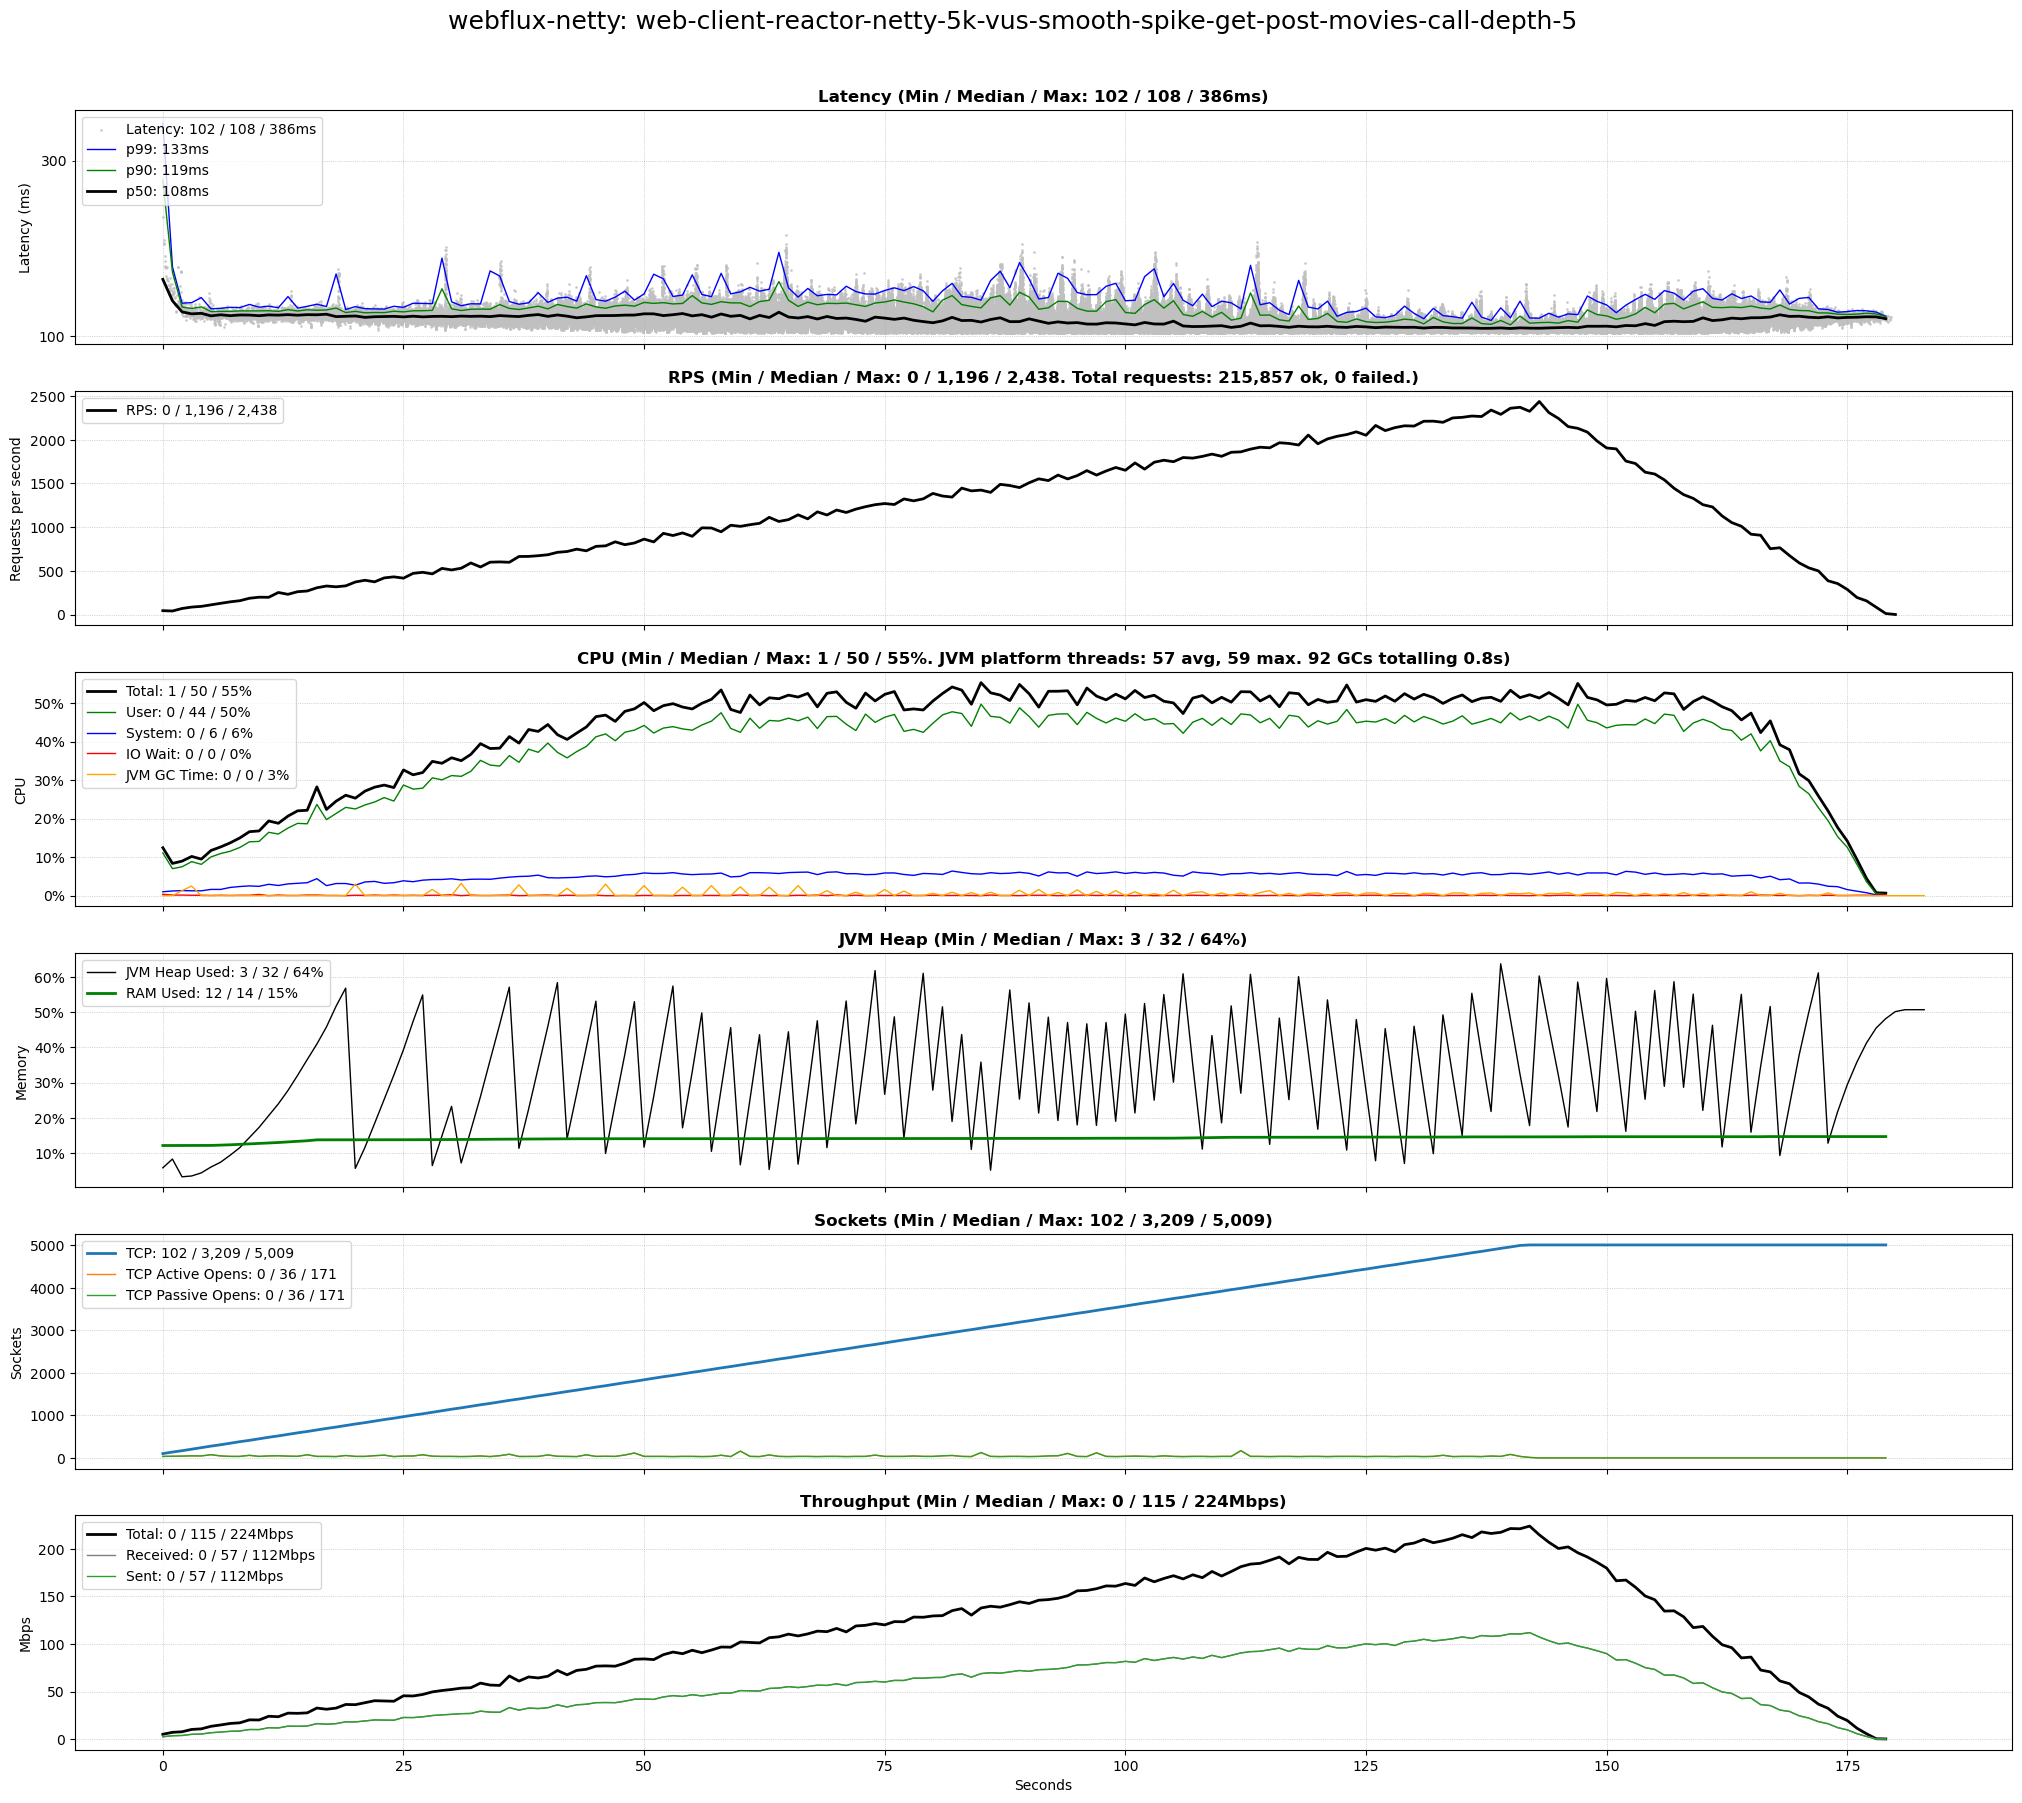 webflux-netty: web-client-reactor-netty-5k-vus-smooth-spike-get-post-movies-call-depth-5
Latency (Min / Median / Max: 102 / 108 / 386ms)
Latency: 102 / 108 / 386ms
p99: 133ms
p90: 119ms
p50: 108ms
300
100
Latency (ms)
RPS (Min / Median / Max: 0 / 1,196 / 2,438. Total requests: 215,857 ok, 0 failed.)
RPS: 0 / 1,196 / 2,438
2500
2000
1500
1000
500
0
Requests per second
CPU (Min / Median / Max: 1 / 50 / 55%. JVM platform threads: 57 avg, 59 max. 92 GCs totalling 0.8s)
Total: 1 / 50 / 55%
User: 0 / 44 / 50%
System: 0 / 6 / 6%
IO Wait: 0 / 0 / 0%
JVM GC Time: 0 / 0 / 3%
50%
40%
30%
20%
10%
0%
CPU
JVM Heap (Min / Median / Max: 3 / 32 / 64%)
JVM Heap Used: 3 / 32 / 64%
RAM Used: 12 / 14 / 15%
60%
50%
40%
30%
20%
10%
Memory
Sockets (Min / Median / Max: 102 / 3,209 / 5,009)
TCP: 102 / 3,209 / 5,009
TCP Active Opens: 0 / 36 / 171
TCP Passive Opens: 0 / 36 / 171
5000
4000
3000
2000
1000
0
Sockets
Throughput (Min / Median / Max: 0 / 115 / 224Mbps)
Total: 0 / 115 / 224Mbps
Received: 0 / 57 / 112Mbps
Sent: 0 / 57 / 112Mbps
200
150
100
50
0
Mbps
0 25 50 75 100 125 150 175
Seconds